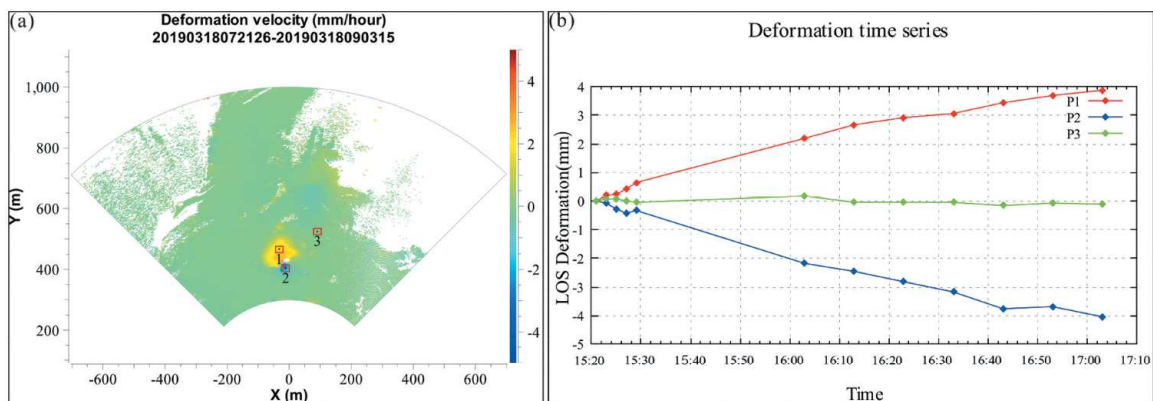 (a)
Deformation velocity (mm/hour)
20190318072126-20190318090315
1,000
800
600
400
200
Y (m)
-600 -400 -200 0 200 400 600
X (m)
4
2
0
-2
-4
1
2
3
(b)
Deformation time series
P1
P2
P3
4
3
2
1
0
-1
-2
-3
-4
-5
LOS Deformation(mm)
15:20 15:30 15:40 15:50 16:00 16:10 16:20 16:30 16:40 16:50 17:00 17:10
Time